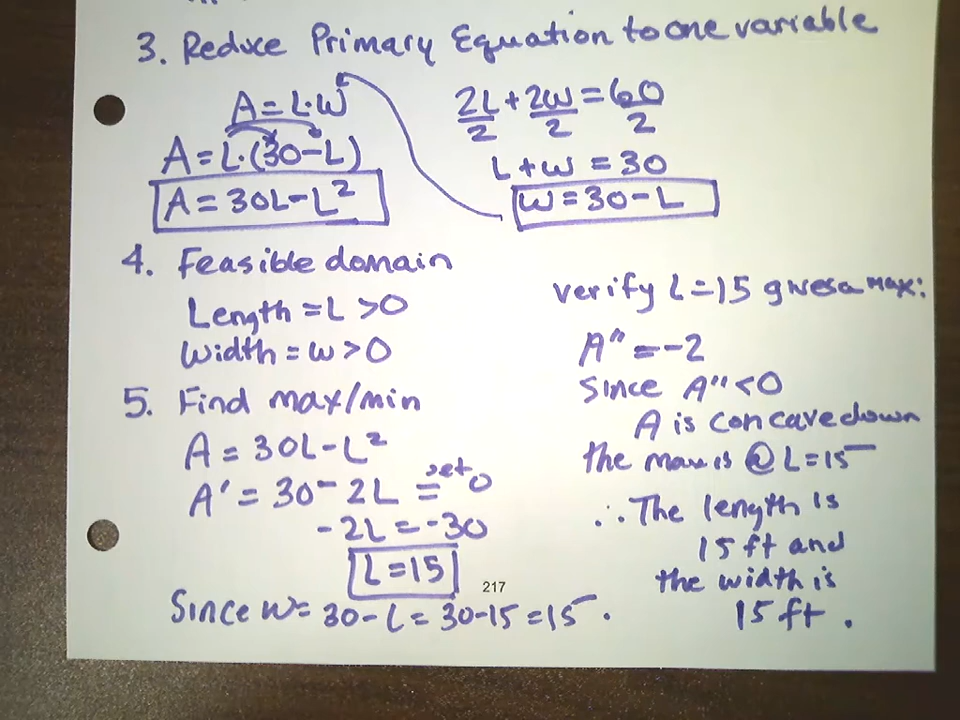 3. Reduce Primary Equation to one variable
A = L·W
A = L·(30-L)
A = 30L - L²
2L/2 + 2W/2 = 60/2
L + W = 30
W = 30 - L
4. Feasible domain
Length = L > 0
Width = W > 0
5. Find max/min
A = 30L - L²
A' = 30 - 2L = set 0
-2L = -30
L = 15
217
Since W = 30 - L = 30 - 15 = 15.
verify L = 15 gives a max:
A'' = -2
Since A'' < 0
A is concave down
the max is @ L = 15
∴ The length is
15 ft and
the width is
15 ft.